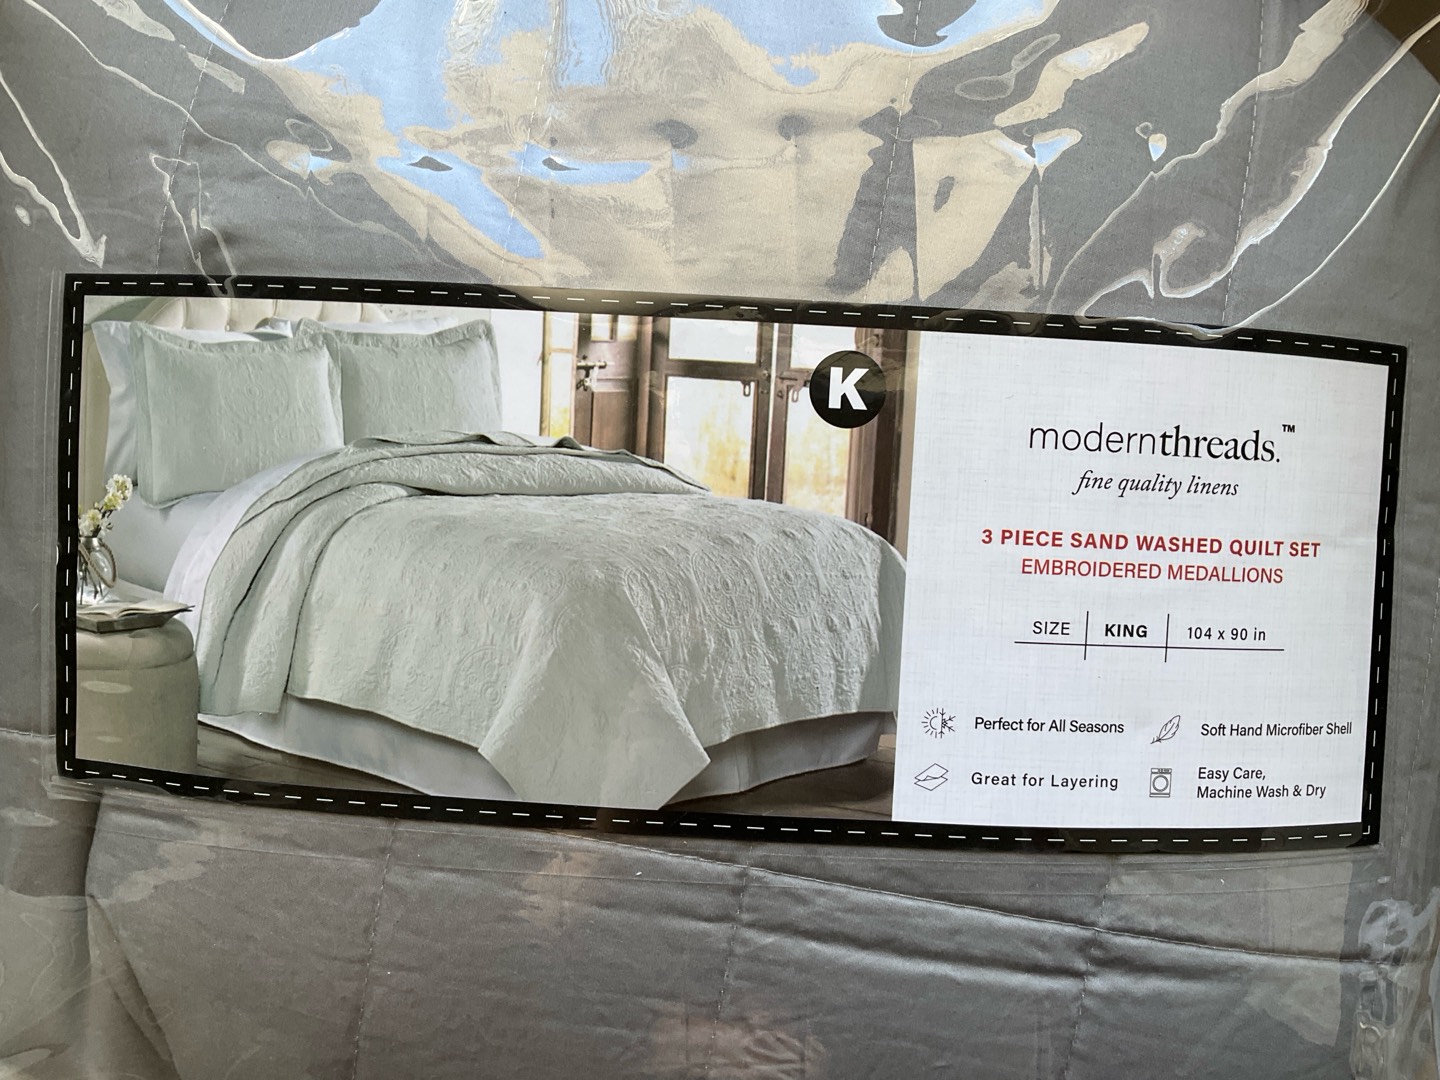 K
modernthreads.™
fine quality linens
3 PIECE SAND WASHED QUILT SET
EMBROIDERED MEDALLIONS
SIZE KING 104 x 90 in
Perfect for All Seasons
Soft Hand Microfiber Shell
Great for Layering
Easy Care,
Machine Wash & Dry